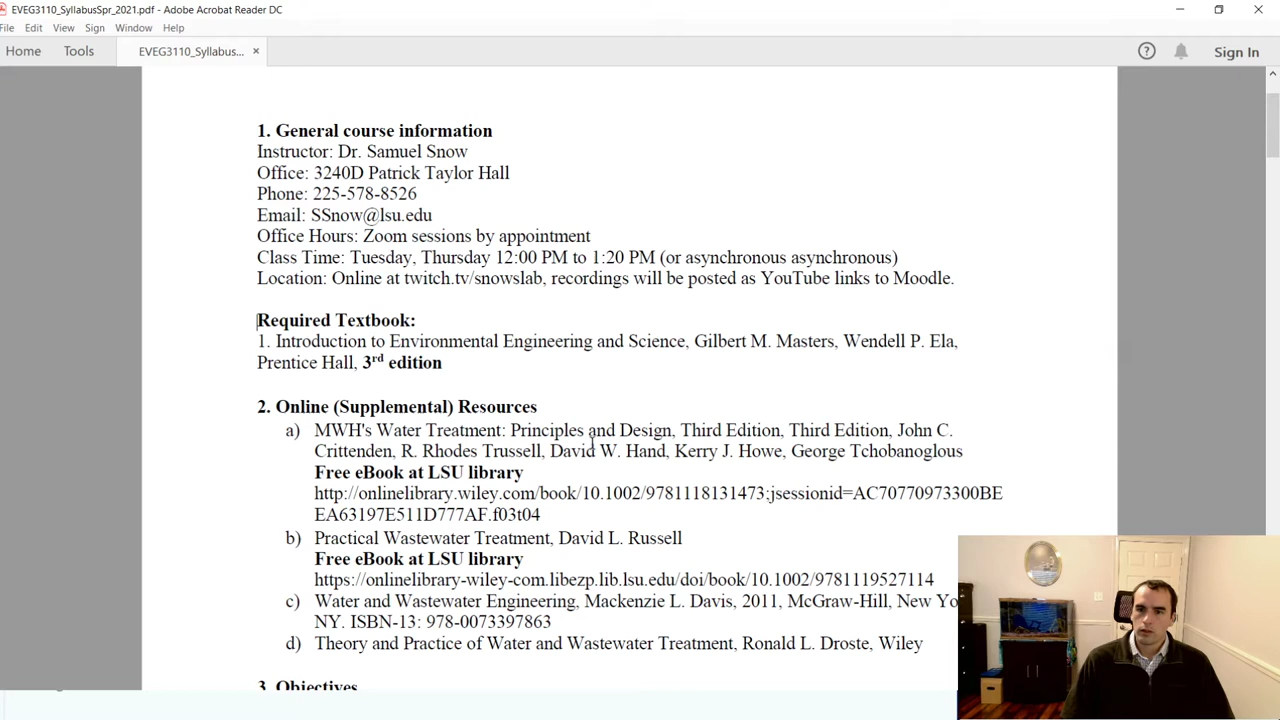 EVEG3110_SyllabusSpr_2021.pdf - Adobe Acrobat Reader DC
File Edit View Sign Window Help
Home Tools EVEG3110_Syllabus... × ? Sign In
1. General course information
Instructor: Dr. Samuel Snow
Office: 3240D Patrick Taylor Hall
Phone: 225-578-8526
Email: SSnow@lsu.edu
Office Hours: Zoom sessions by appointment
Class Time: Tuesday, Thursday 12:00 PM to 1:20 PM (or asynchronous asynchronous)
Location: Online at twitch.tv/snowslab, recordings will be posted as YouTube links to Moodle.
Required Textbook:
1. Introduction to Environmental Engineering and Science, Gilbert M. Masters, Wendell P. Ela,
Prentice Hall, 3rd edition
2. Online (Supplemental) Resources
a) MWH's Water Treatment: Principles and Design, Third Edition, Third Edition, John C.
Crittenden, R. Rhodes Trussell, David W. Hand, Kerry J. Howe, George Tchobanoglous
Free eBook at LSU library
http://onlinelibrary.wiley.com/book/10.1002/9781118131473;jsessionid=AC70770973300BE
EA63197E511D777AF.f03t04
b) Practical Wastewater Treatment, David L. Russell
Free eBook at LSU library
https://onlinelibrary-wiley-com.libezp.lib.lsu.edu/doi/book/10.1002/9781119527114
c) Water and Wastewater Engineering, Mackenzie L. Davis, 2011, McGraw-Hill, New Yo
NY. ISBN-13: 978-0073397863
d) Theory and Practice of Water and Wastewater Treatment, Ronald L. Droste, Wiley
3. Objectives